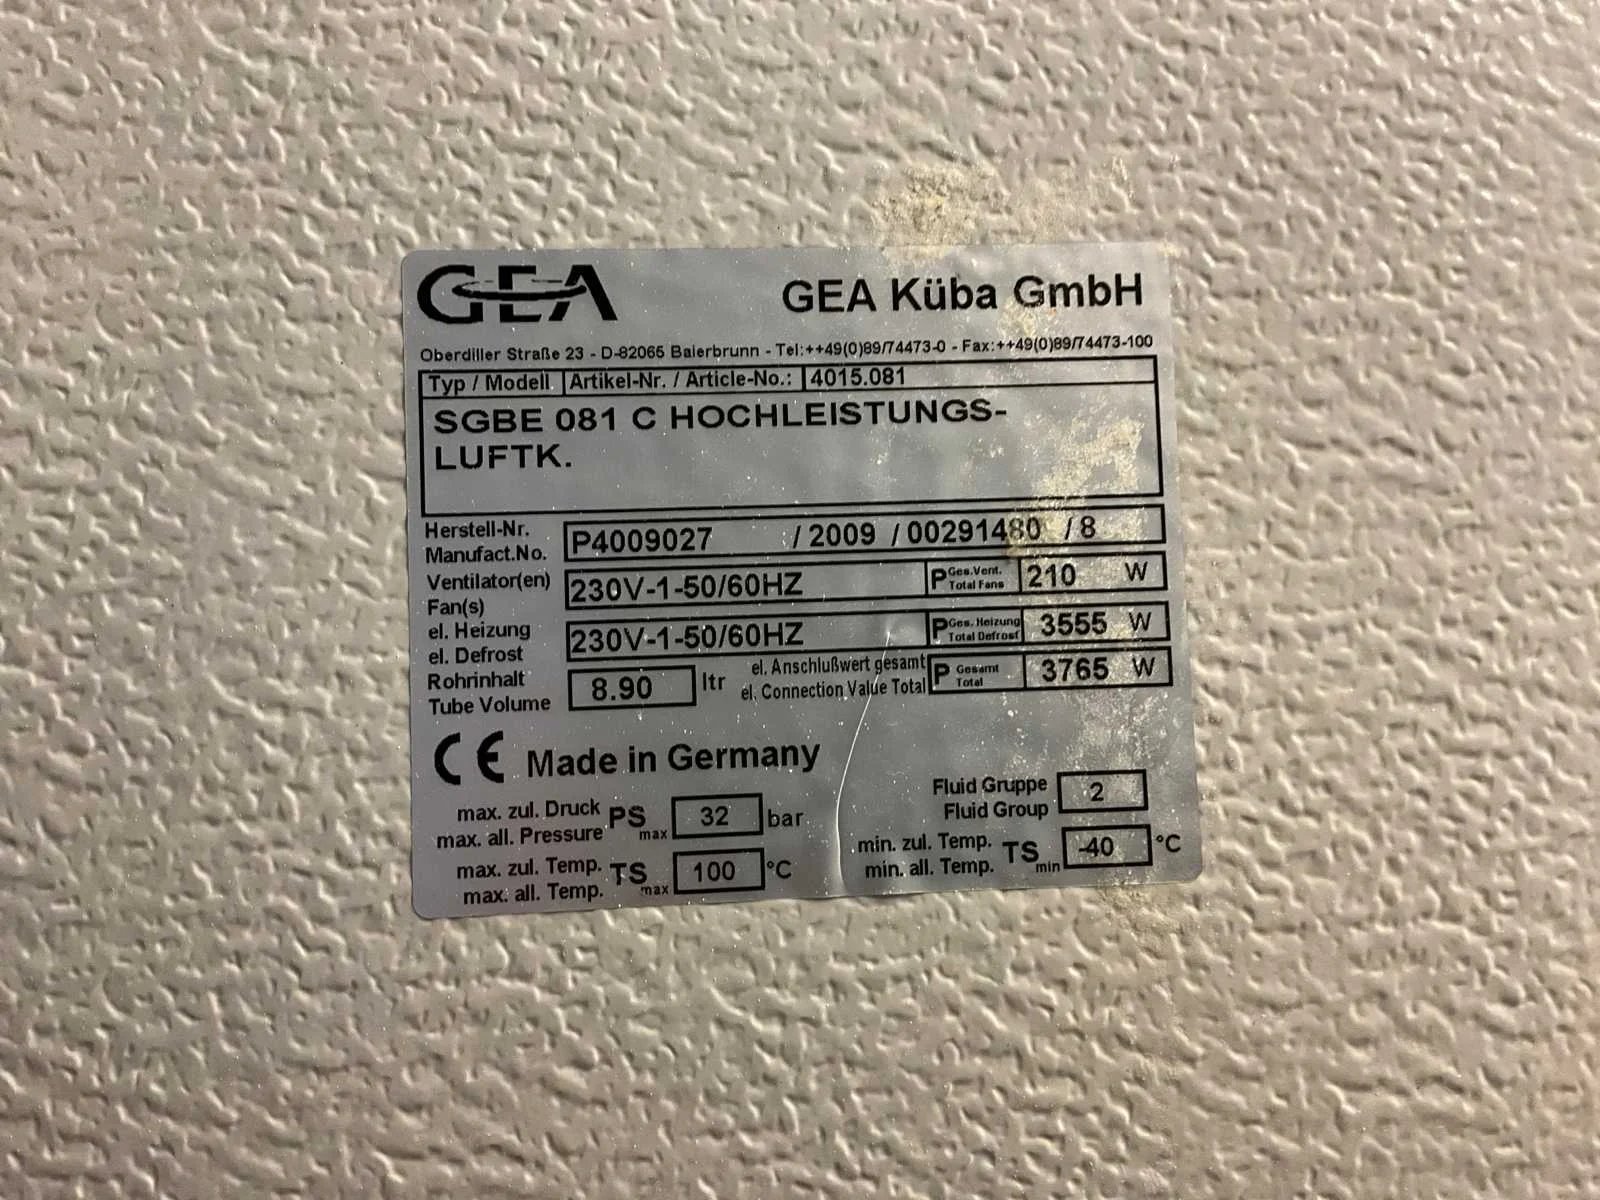 GEA GEA Küba GmbH
Oberdiller Straße 23 - D-82065 Baierbrunn - Tel:++49(0)89/74473-0 - Fax:++49(0)89/74473-100
Typ / Modell Artikel-Nr. / Article-No.: 4015.081
SGBE 081 C HOCHLEISTUNGS-
LUFTK.
Herstell-Nr.
Manufact.No. P4009027 / 2009 / 00291480 / 8
Ventilator(en)
Fan(s) 230V-1-50/60HZ P Ges.Vent. Total Fans 210 W
el. Heizung
el. Defrost 230V-1-50/60HZ P Ges. Heizung Total Defrost 3555 W
Rohrinhalt
Tube Volume 8.90 ltr el. Anschlußwert gesamt el. Connection Value Total P Gesamt Total 3765 W
CE Made in Germany
Fluid Gruppe
Fluid Group 2
max. zul. Druck
max. all. Pressure PS max 32 bar
min. zul. Temp.
min. all. Temp. TS min -40 °C
max. zul. Temp.
max. all. Temp. TS max 100 °C